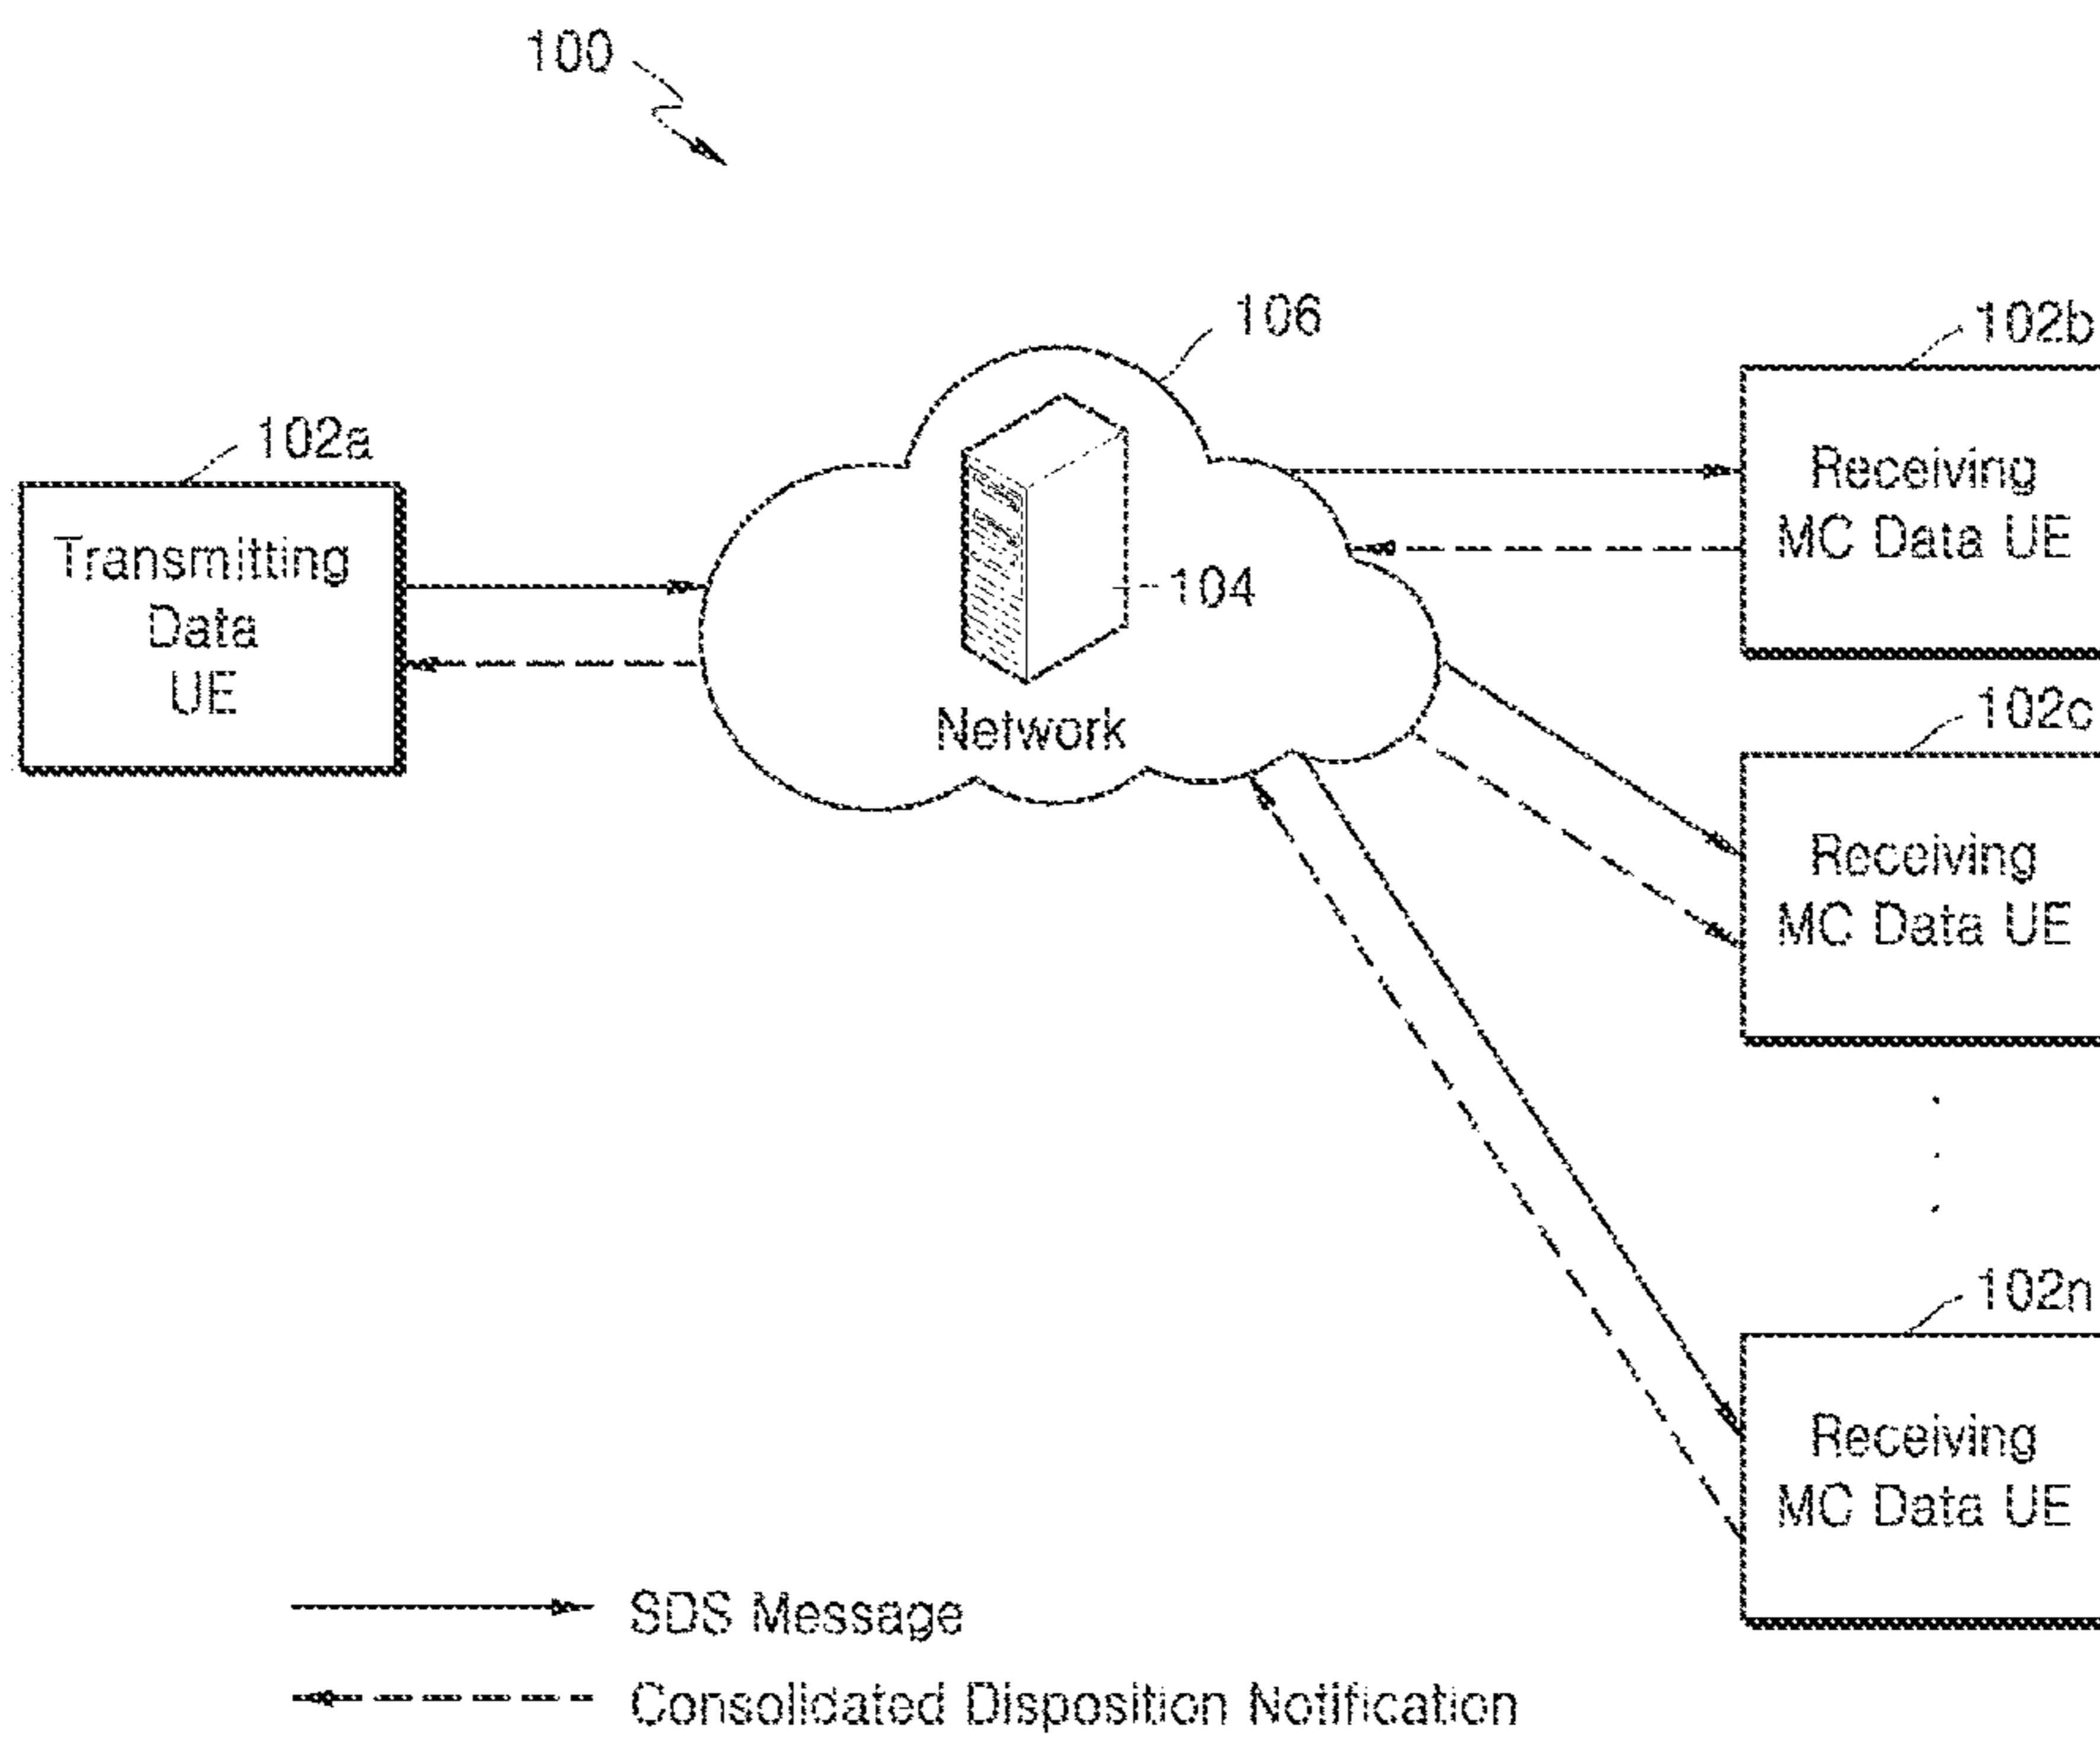 100
106
102b
102a
Receiving
MC Data UE
Transmitting
Data
UE
104
Network
102c
Receiving
MC Data UE
102n
Receiving
MC Data UE
SDS Message
Consolidated Disposition Notification